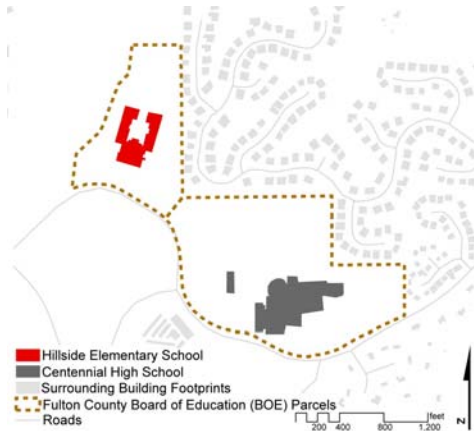 Hillside Elementary School
Centennial High School
Surrounding Building Footprints
Fulton County Board of Education (BOE) Parcels
Roads
feet
0 200 400 800 1,200
N